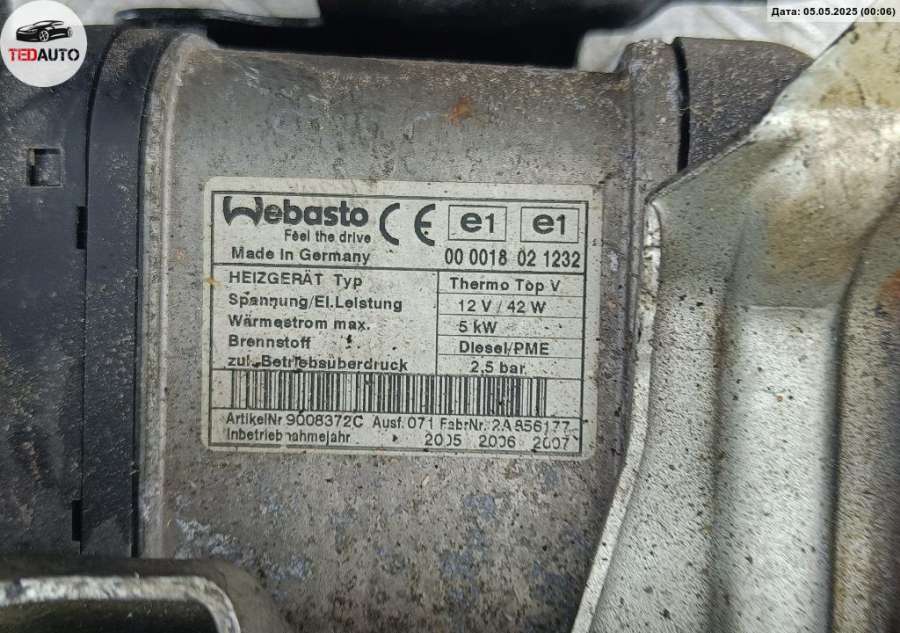 Дата: 05.05.2025 (00:06)
TEDAUTO
Webasto CE e1 e1
Feel the drive
Made in Germany 00 0018 02 1232
HEIZGERÄT Typ Thermo Top V
Spannung/El.Leistung 12 V / 42 W
Wärmestrom max. 5 kW
Brennstoff Diesel/PME
zul. Betriebsüberdruck 2,5 bar
ArtikelNr 9008372C Ausf. 071 FabrNr. 2A856177
Inbetriebnahmejahr 2005 2006 2007